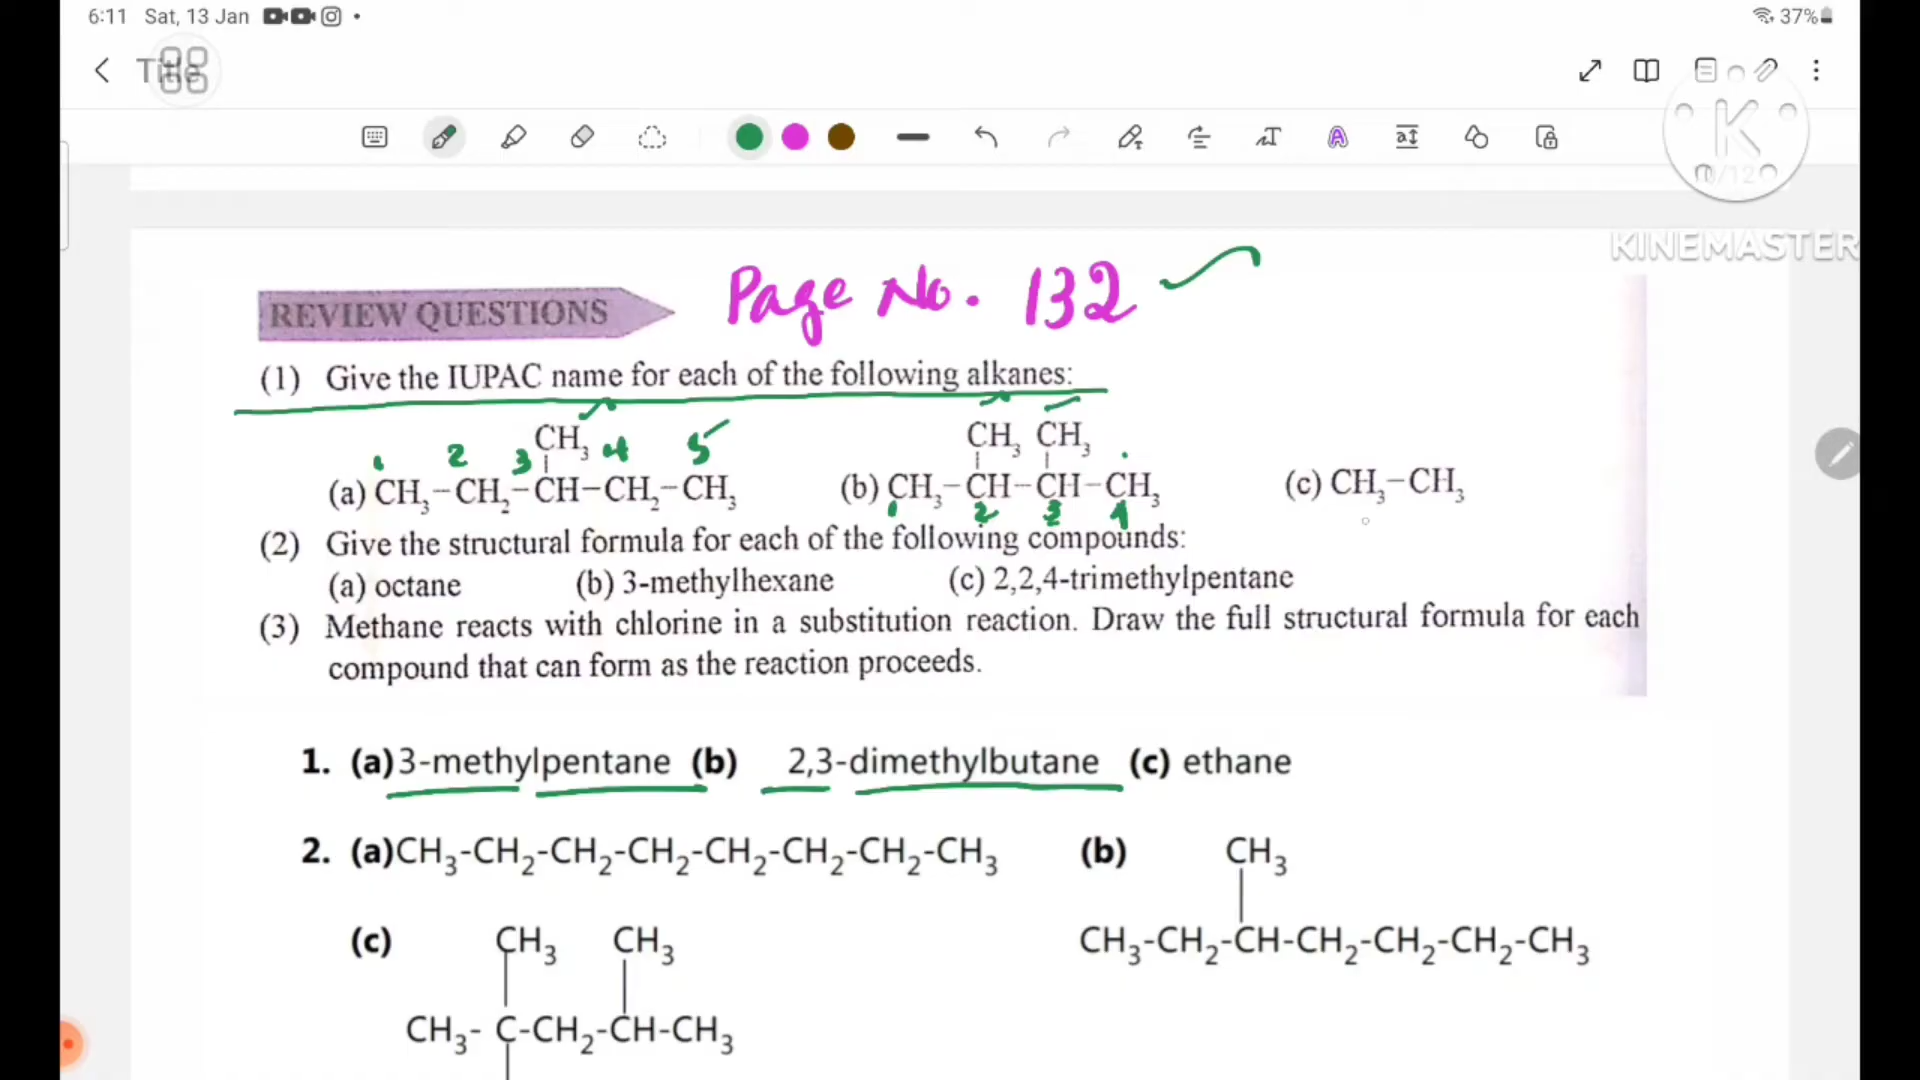 6:11 Sat, 13 Jan 37%
Title
K
KINEMASTER
REVIEW QUESTIONS Page No. 132
(1) Give the IUPAC name for each of the following alkanes:
CH₃ CH₃ CH₃
1 2 3 4 5
(a) CH₃-CH₂-CH-CH₂-CH₃ (b) CH₃-CH-CH-CH₃ (c) CH₃-CH₃
1 2 3 4
(2) Give the structural formula for each of the following compounds:
(a) octane (b) 3-methylhexane (c) 2,2,4-trimethylpentane
(3) Methane reacts with chlorine in a substitution reaction. Draw the full structural formula for each
compound that can form as the reaction proceeds.
1. (a)3-methylpentane (b) 2,3-dimethylbutane (c) ethane
2. (a)CH₃-CH₂-CH₂-CH₂-CH₂-CH₂-CH₂-CH₃ (b) CH₃
(c) CH₃ CH₃ CH₃-CH₂-CH-CH₂-CH₂-CH₂-CH₃
CH₃- C-CH₂-CH-CH₃